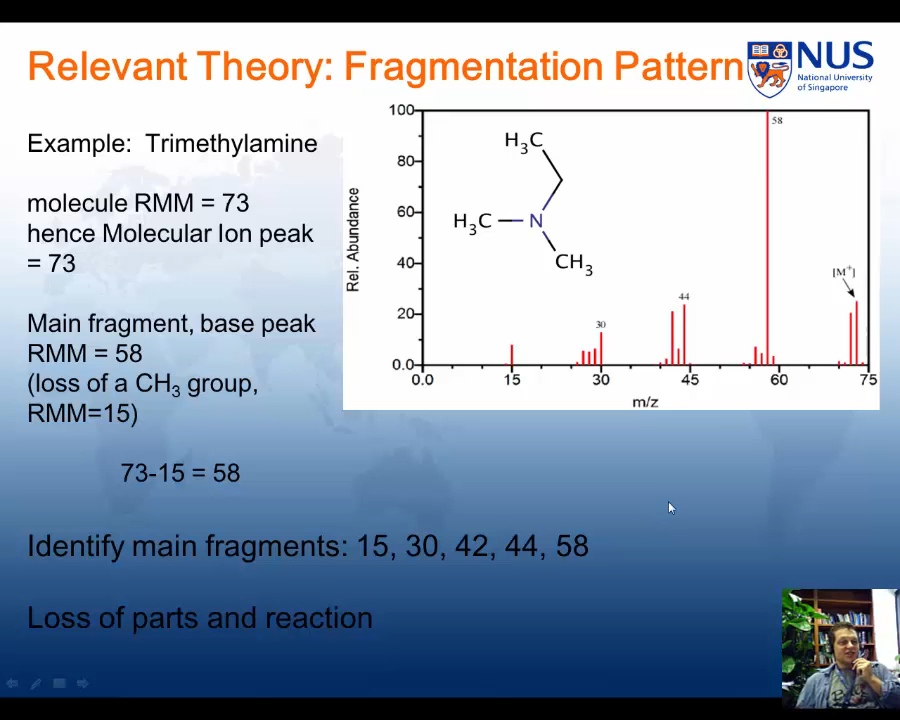 Relevant Theory: Fragmentation Pattern
NUS
National University
of Singapore
Example: Trimethylamine
molecule RMM = 73
hence Molecular Ion peak
= 73
Main fragment, base peak
RMM = 58
(loss of a CH3 group,
RMM=15)
73-15 = 58
Rel. Abundance
100
80
60
40
20
0.0
0.0 15 30 45 60 75
m/z
H3C
H3C N
CH3
30
44
58
[M+]
Identify main fragments: 15, 30, 42, 44, 58
Loss of parts and reaction